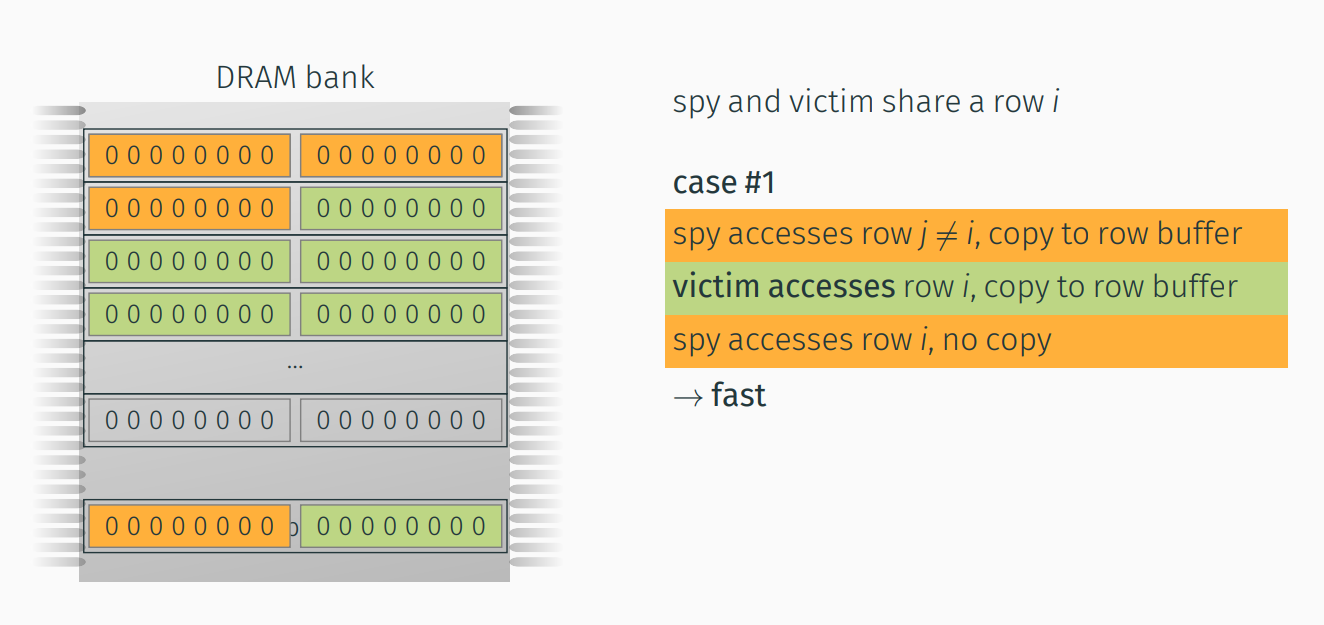 DRAM bank
0 0 0 0 0 0 0 0 0 0 0 0 0 0 0 0
0 0 0 0 0 0 0 0 0 0 0 0 0 0 0 0
0 0 0 0 0 0 0 0 0 0 0 0 0 0 0 0
0 0 0 0 0 0 0 0 0 0 0 0 0 0 0 0
...
0 0 0 0 0 0 0 0 0 0 0 0 0 0 0 0
0 0 0 0 0 0 0 0 0 0 0 0 0 0 0 0
spy and victim share a row i
case #1
spy accesses row j ≠ i, copy to row buffer
victim accesses row i, copy to row buffer
spy accesses row i, no copy
→ fast